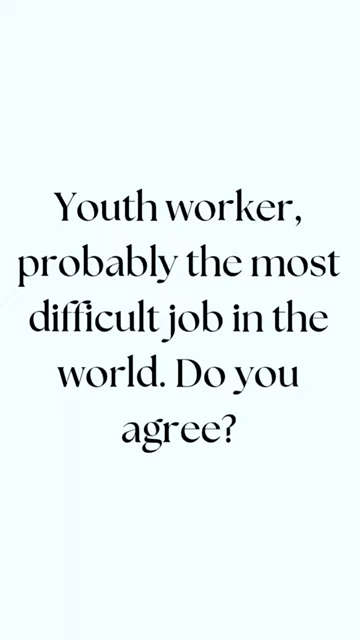 Youth worker,
probably the most
difficult job in the
world. Do you
agree?